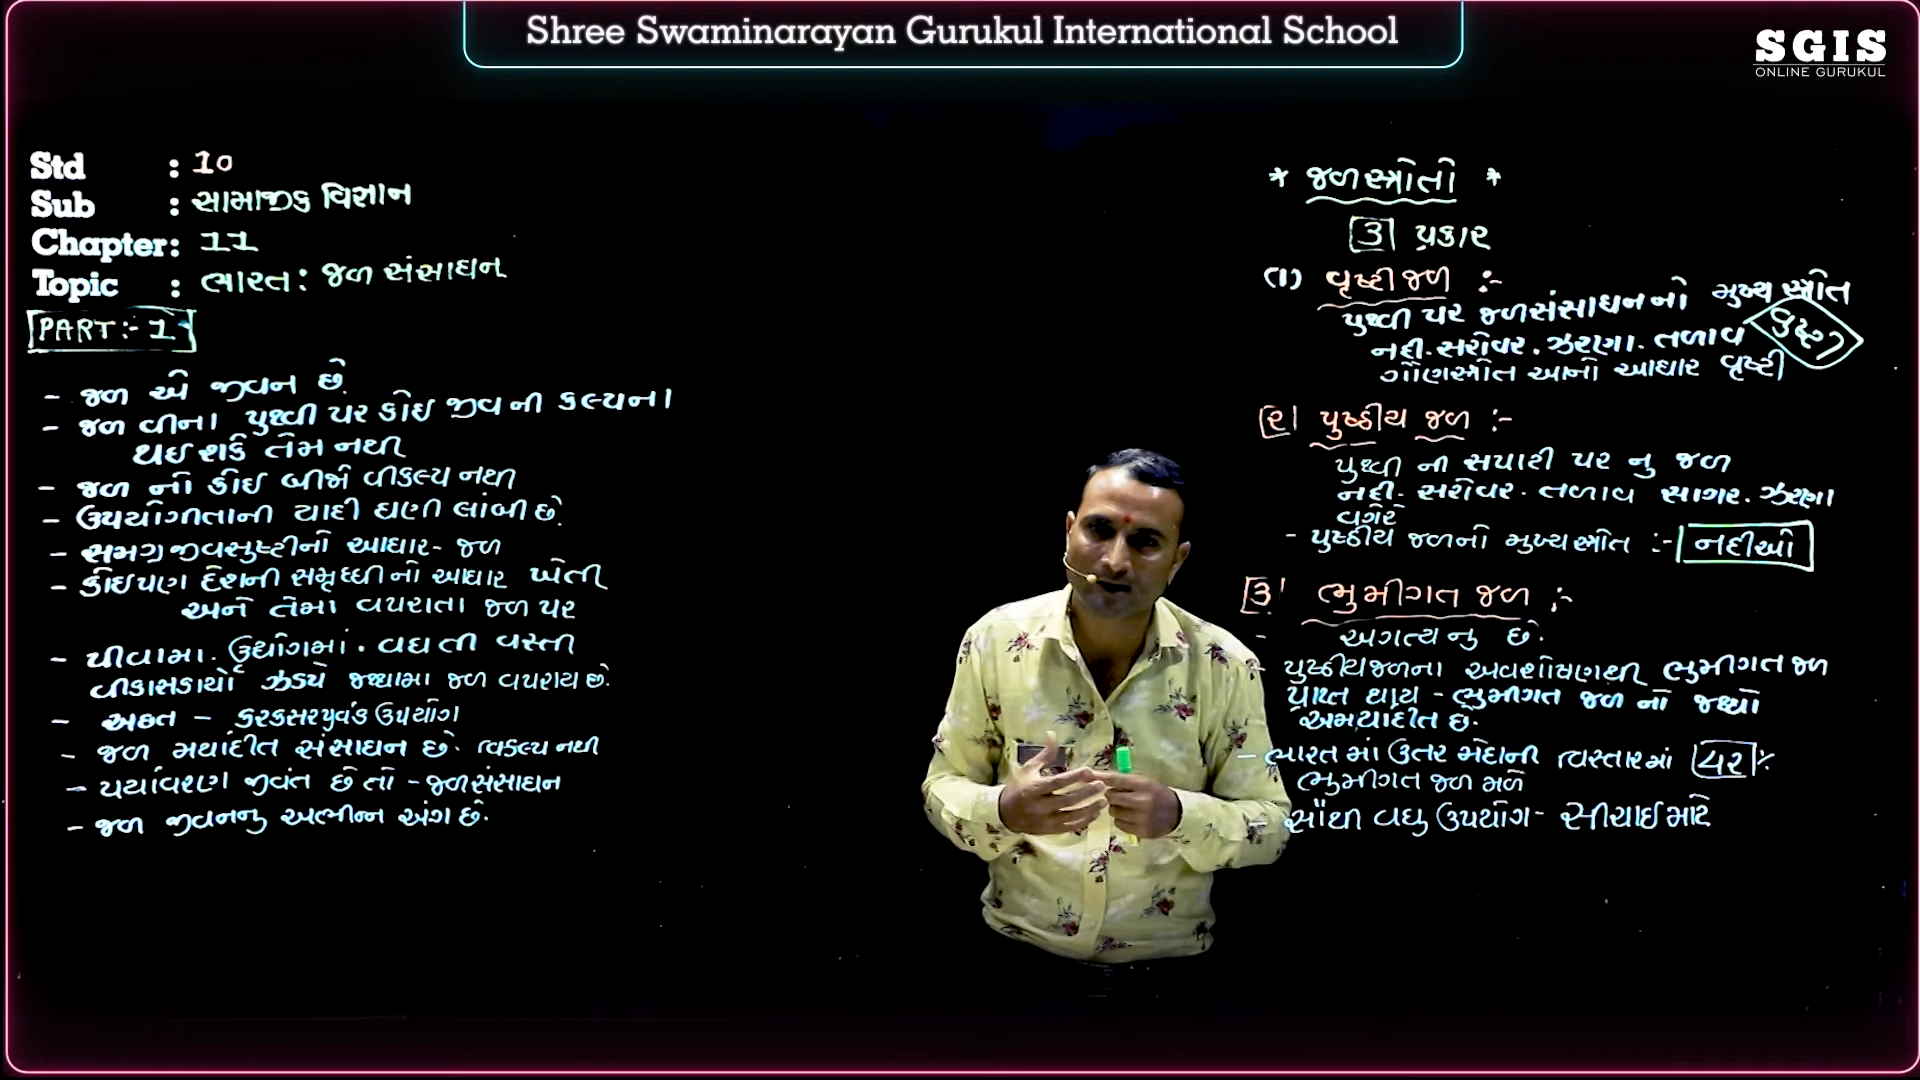 Shree Swaminarayan Gurukul International School
SGIS
ONLINE GURUKUL
Std : 10
Sub : સામાજીક વિજ્ઞાન
Chapter: 11
Topic : ભારત: જળ સંસાધન
PART:- 1
- જળ એ જીવન છે.
- જળ વીના પુથ્વી પર કોઇ જીવ ની કલ્પના
થઇ શકે તેમ નથી
- જળ નો કોઇ બીજો વીકલ્પ નથી
- ઉપયોગીતાની યાદી ઘણી લાંબી છે.
- સમગ્ર જીવસુષ્ટીનો આધાર- જળ
- કોઇપણ દેશની સમૃધ્ધીનો આધાર ખેતી
અને તેમા વપરાતા જળ પર
- પીવામા. ઉદ્યોગમાં. વધતી વસ્તી
વીકાસકાર્યો ઝડપે જથ્થામા જળ વપરાય છે.
- અછત - કરકસરપુર્વક ઉપયોગ
- જળ મર્યાદીત સંસાધન છે. વિકલ્પ નથી
- પર્યાવરણ જીવંત છે તો - જળસંસાધન
- જળ જીવનનુ અભીન્ન અંગ છે.
* જળસ્ત્રોતો *
3 પ્રકાર
(1) વૃષ્ટીજળ :-
પુથ્વી પર જળસંસાધનનો મુખ્ય સ્ત્રોત
વુષ્ટી
નદી. સરોવર. ઝરણા. તળાવ
ગૌણસ્ત્રોત આનો આધાર વૃષ્ટી
2 પુષ્ઠીય જળ :-
પુથ્વી ની સપાટી પર નુ જળ
નદી. સરોવર. તળાવ સાગર. ઝરણા
વગેરે
- પુષ્ઠીય જળનો મુખ્યસ્ત્રોત :- નદીઓ
3 ભુમીગત જળ :-
- અગત્ય નુ છે.
- પુષ્ઠીયજળના અવશોષણથી ભુમીગત જળ
પ્રાપ્ત થાય - ભુમીગત જળ નો જથ્થો
અમર્યાદીત છે.
- ભારત માં ઉતર મેદાની વિસ્તારમાં 42 %
ભુમીગત જળ મળે
- સૌથી વધુ ઉપયોગ - સીચાઈ માટે